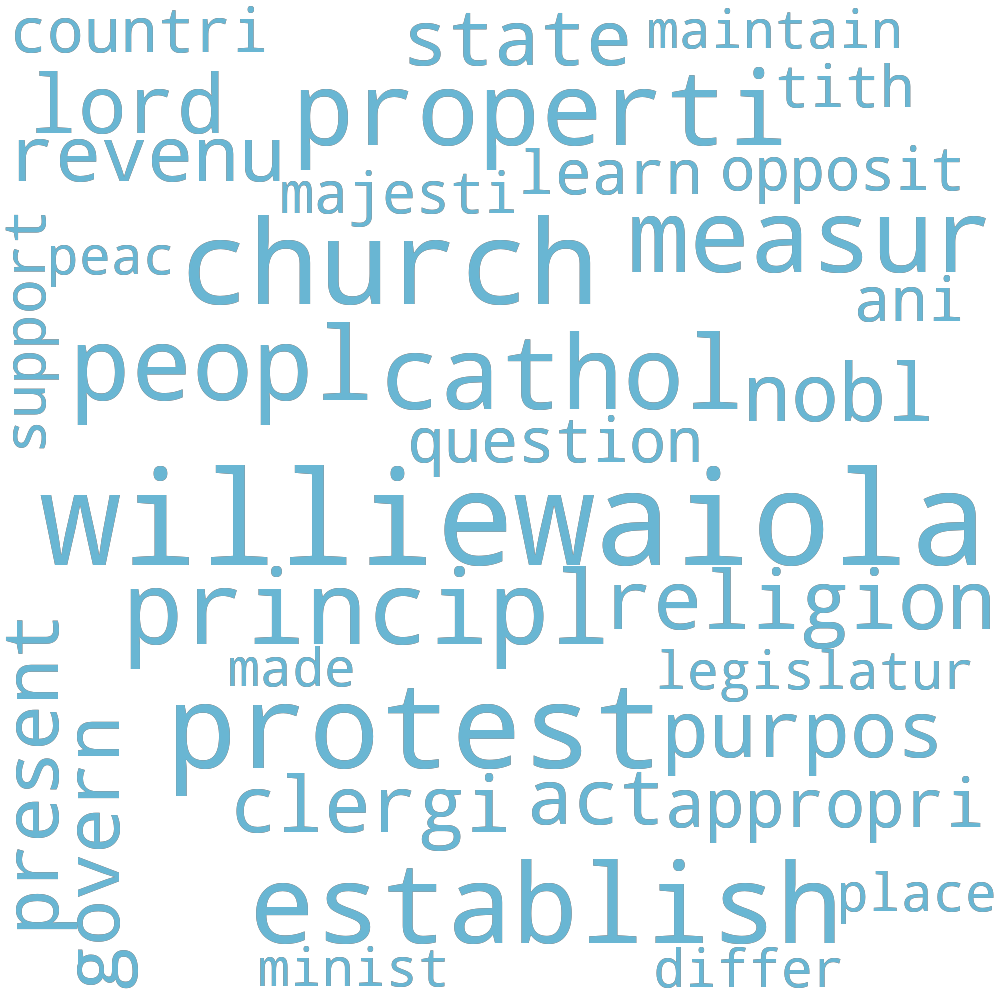 countri
state
maintain
lord
properti
tith
revenu
majesti
learn
opposit
support
peac
church
measur
ani
peopl
cathol
nobl
question
williewaiola
principl
religion
present
made
legislatur
govern
protest
purpos
clergi
act
appropri
establish
place
minist
differ